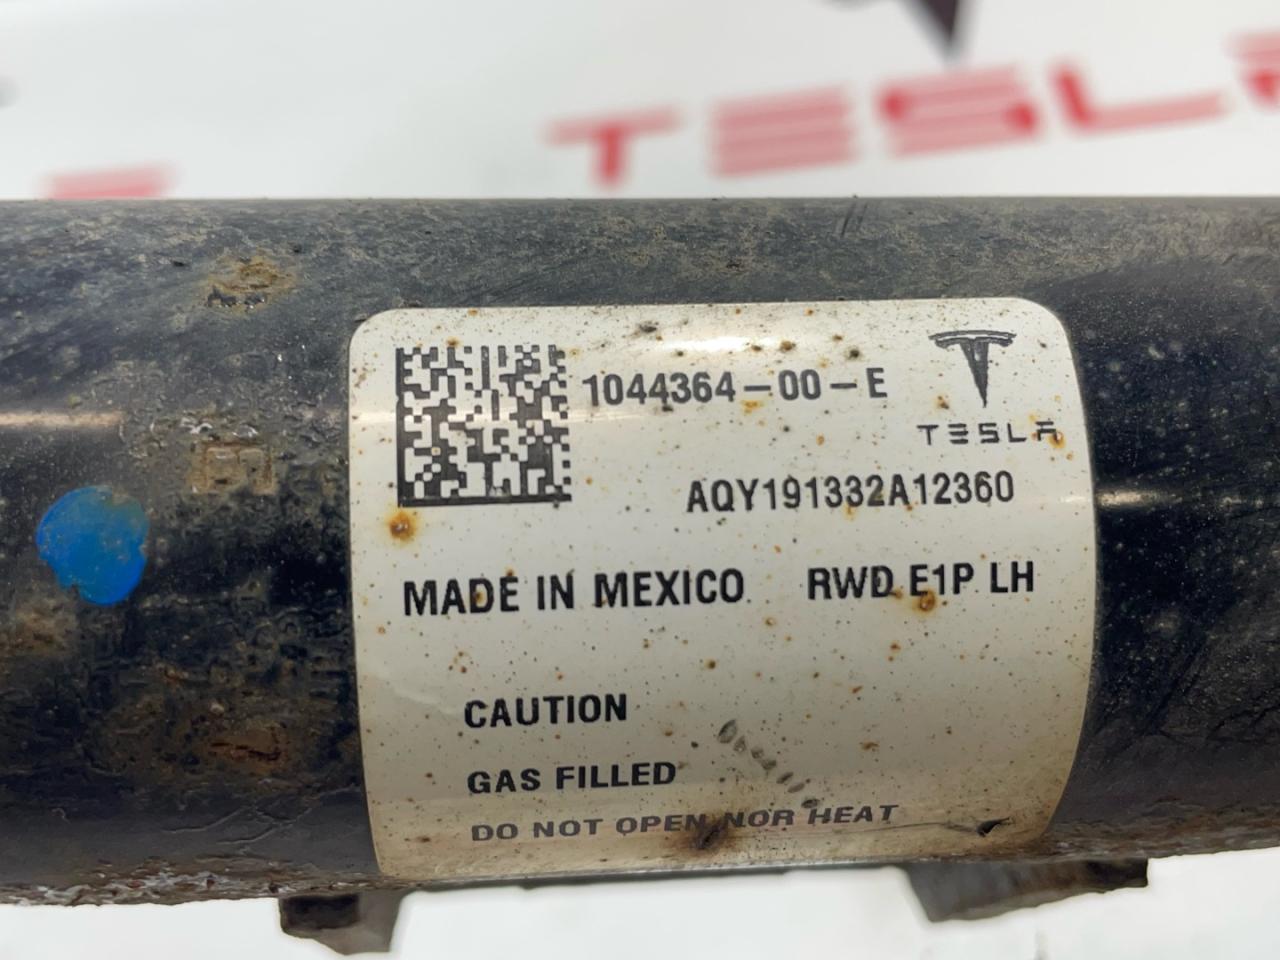 TESLA
1044364-00-E
TESLA
AQY191332A12360
MADE IN MEXICO RWD E1P LH
CAUTION
GAS FILLED
DO NOT OPEN NOR HEAT